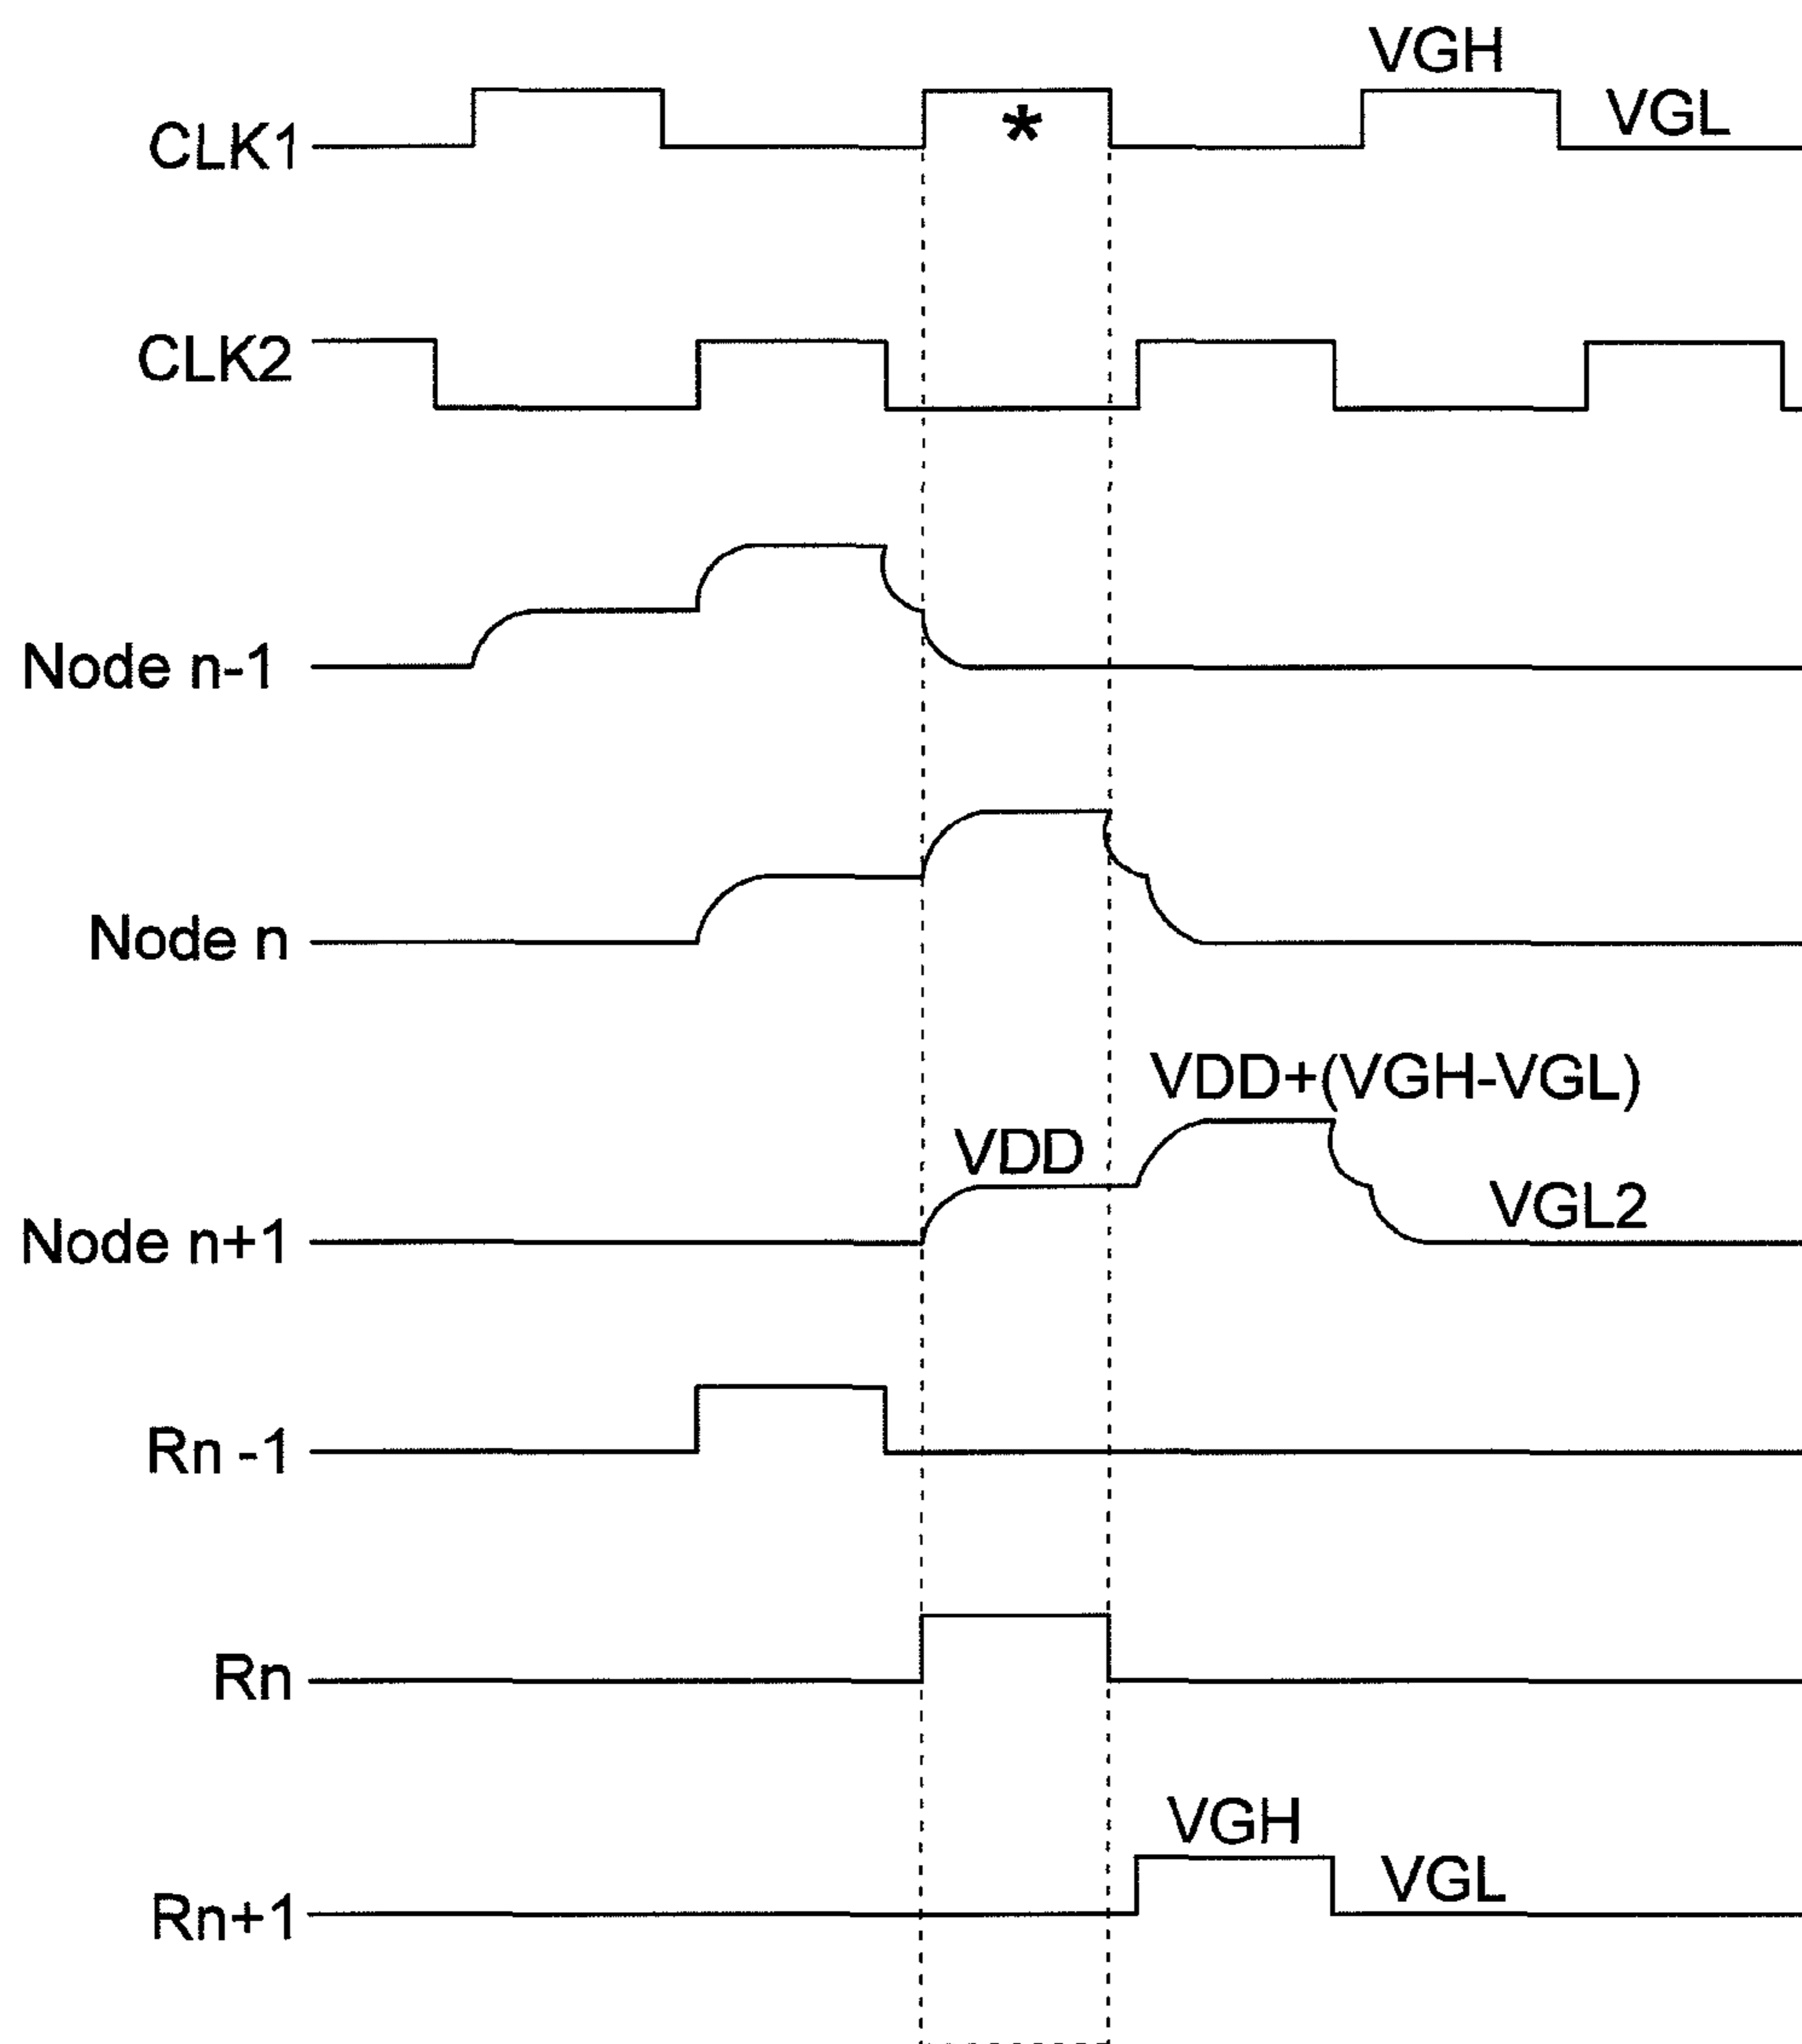 VGH
CLK1
*
VGL
CLK2
Node n-1
Node n
VDD+(VGH-VGL)
VDD
VGL2
Node n+1
Rn -1
Rn
VGH
VGL
Rn+1